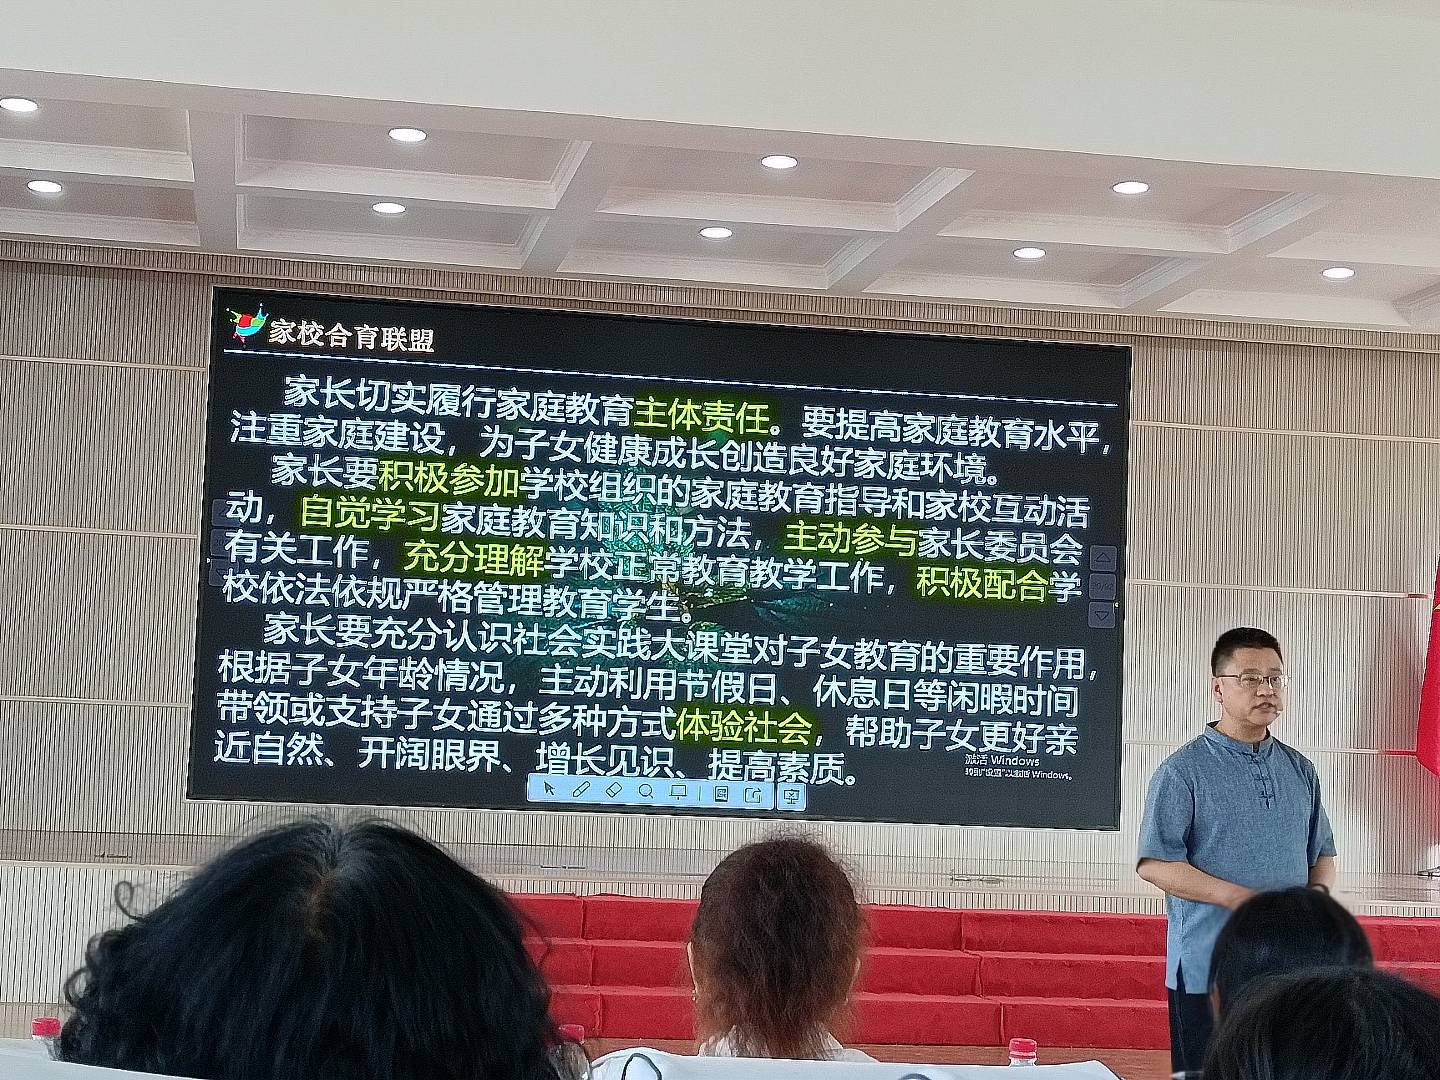 家校合育联盟
家长切实履行家庭教育主体责任。要提高家庭教育水平，
注重家庭建设，为子女健康成长创造良好家庭环境。
家长要积极参加学校组织的家庭教育指导和家校互动活
动，自觉学习家庭教育知识和方法，主动参与家长委员会
有关工作，充分理解学校正常教育教学工作，积极配合学
校依法依规严格管理教育学生。
家长要充分认识社会实践大课堂对子女教育的重要作用，
根据子女年龄情况，主动利用节假日、休息日等闲暇时间
带领或支持子女通过多种方式体验社会，帮助子女更好亲
近自然、开阔眼界、增长见识、提高素质。
激活 Windows
转到"设置"以激活 Windows。